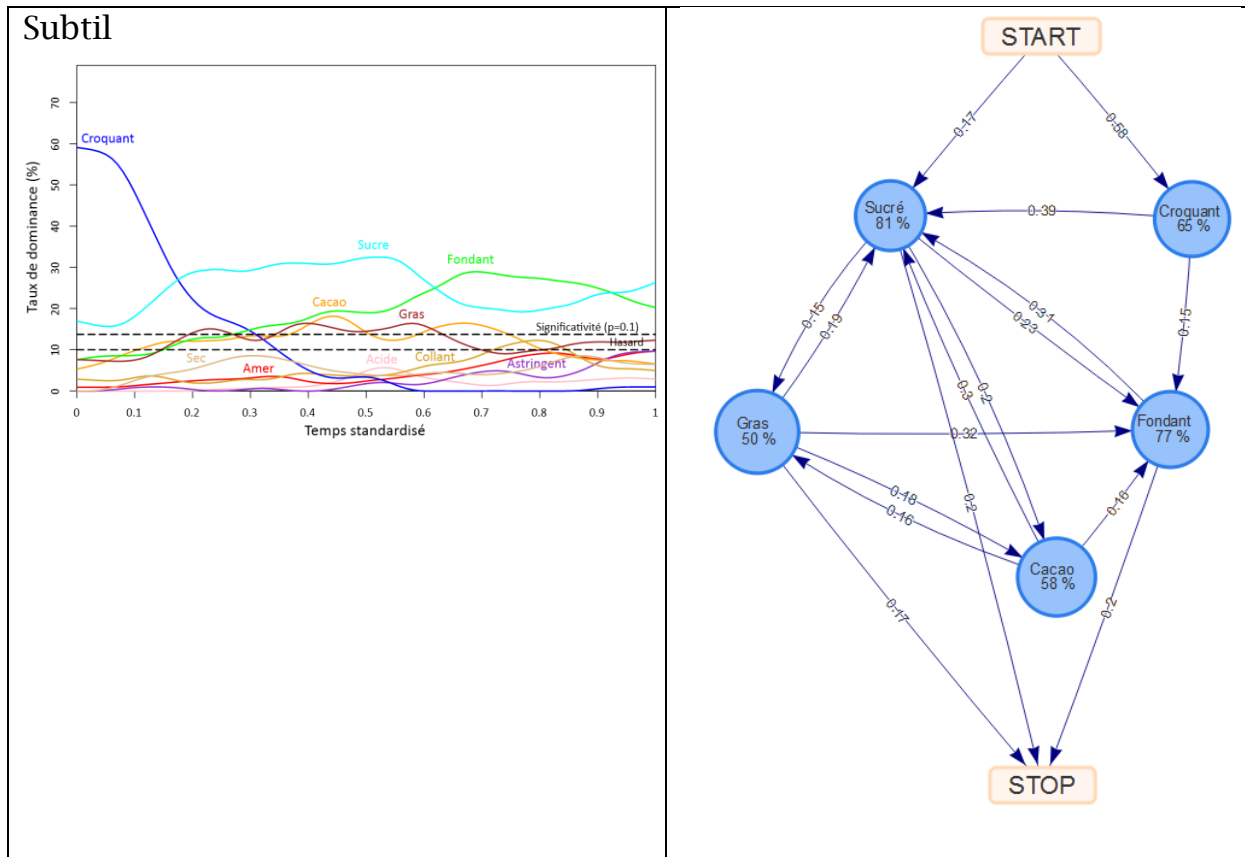 Subtil
Taux de dominance (%)
70
60
50
40
30
20
10
0
Croquant
Sucre
Fondant
Cacao
Gras
Significativité (p=0.1)
Hasard
Sec
Acide
Collant
Amer
Astringent
0 0.1 0.2 0.3 0.4 0.5 0.6 0.7 0.8 0.9 1
Temps standardisé
START
0.17
0.58
Sucré
81 %
Croquant
65 %
0.39
0.15
0.19
0.31
0.23
0.15
0.3
0.2
Gras
50 %
0.32
Fondant
77 %
0.18
0.16
0.2
0.16
Cacao
58 %
0.17
0.2
STOP